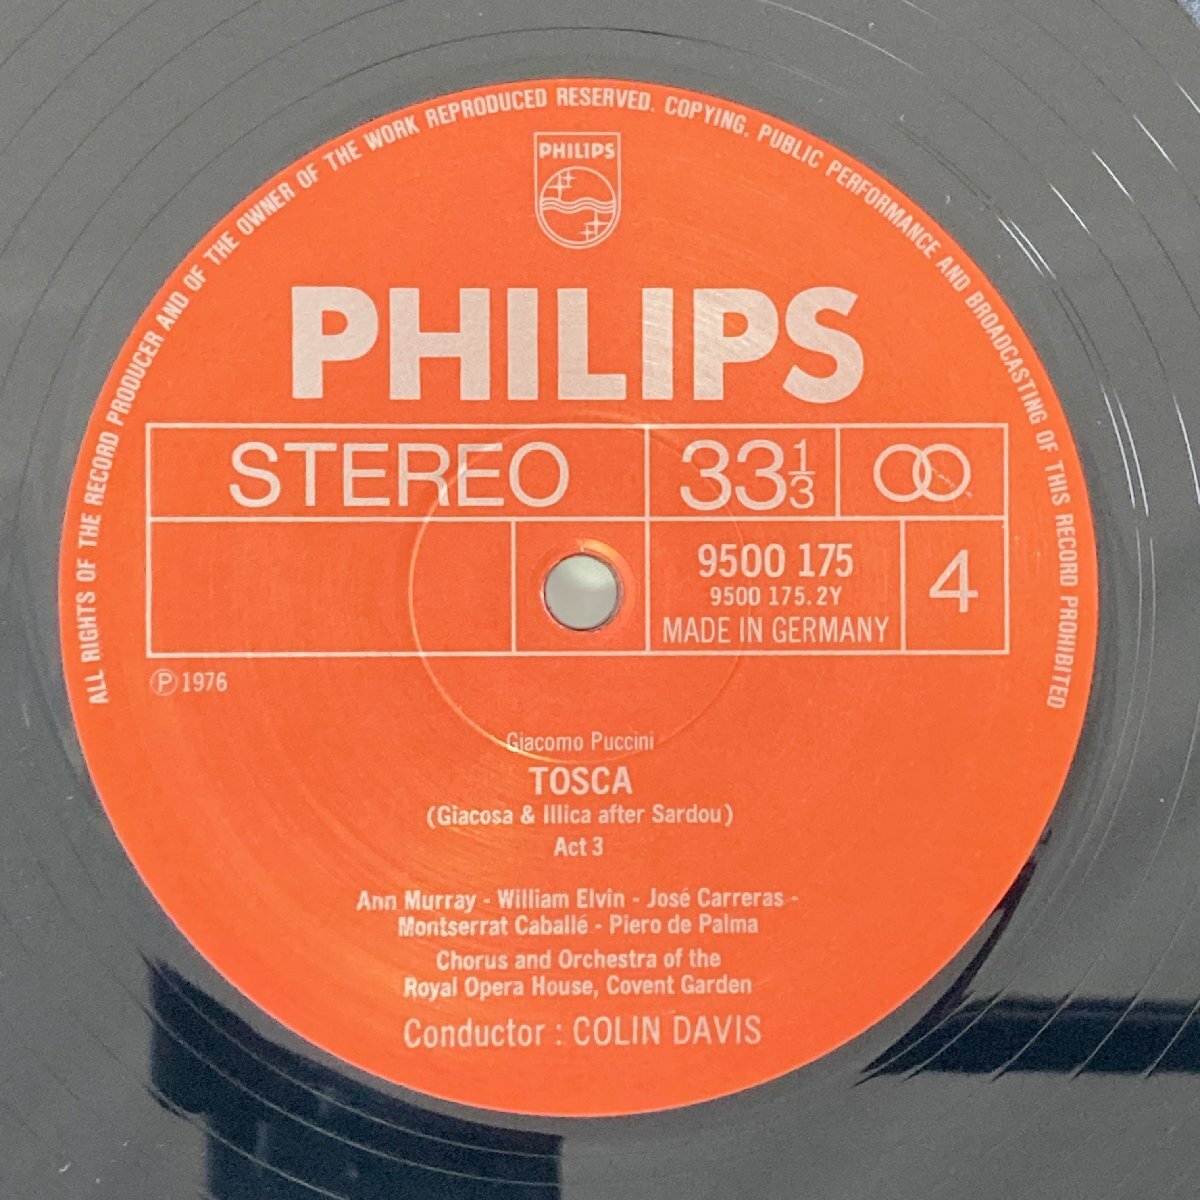 ALL RIGHTS OF THE RECORD PRODUCER AND OF THE OWNER OF THE WORK REPRODUCED RESERVED. COPYING, PUBLIC PERFORMANCE AND BROADCASTING OF THIS RECORD PROHIBITED
PHILIPS
PHILIPS
STEREO 33 1/3
9500 175
9500 175.2Y
MADE IN GERMANY
4
℗ 1976
Giacomo Puccini
TOSCA
(Giacosa & Illica after Sardou)
Act 3
Ann Murray - William Elvin - José Carreras -
Montserrat Caballé - Piero de Palma
Chorus and Orchestra of the
Royal Opera House, Covent Garden
Conductor : COLIN DAVIS